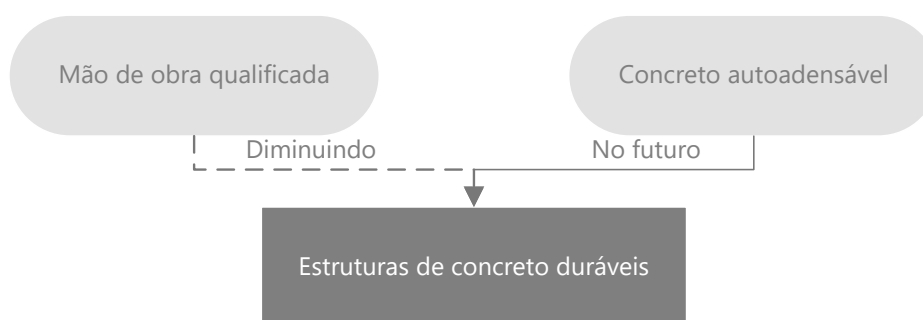 Mão de obra qualificada
Concreto autoadensável
Diminuindo
No futuro
Estruturas de concreto duráveis